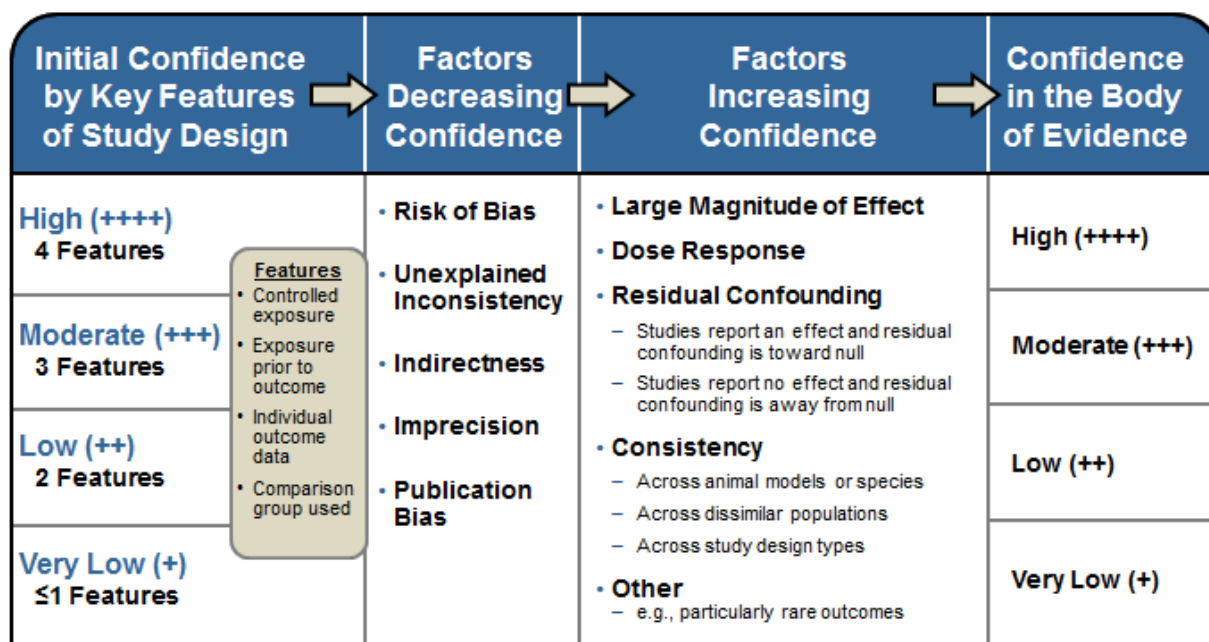 Initial Confidence
by Key Features
of Study Design
Factors
Decreasing
Confidence
Factors
Increasing
Confidence
Confidence
in the Body
of Evidence
High (++++)
4 Features
Moderate (+++)
3 Features
Low (++)
2 Features
Very Low (+)
≤1 Features
Features
• Controlled
exposure
• Exposure
prior to
outcome
• Individual
outcome
data
• Comparison
group used
• Risk of Bias
• Unexplained
Inconsistency
• Indirectness
• Imprecision
• Publication
Bias
• Large Magnitude of Effect
• Dose Response
• Residual Confounding
– Studies report an effect and residual
confounding is toward null
– Studies report no effect and residual
confounding is away from null
• Consistency
– Across animal models or species
– Across dissimilar populations
– Across study design types
• Other
– e.g., particularly rare outcomes
High (++++)
Moderate (+++)
Low (++)
Very Low (+)